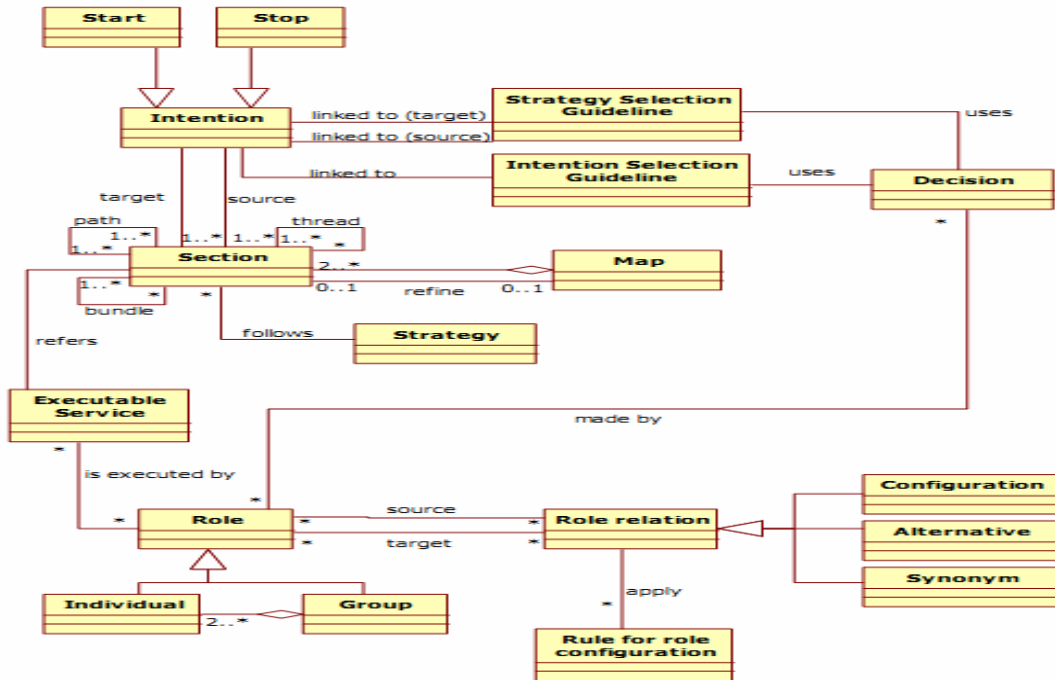 Start
Stop
Intention
linked to (target)
linked to (source)
linked to
Strategy Selection
Guideline
Intention Selection
Guideline
uses
uses
Decision
*
target
source
path
1..*
1..*
1..*
1..*
thread
1..*
*
Section
1..*
*
bundle
*
2..*
0..1
refine
0..1
Map
follows
Strategy
refers
Executable
Service
*
is executed by
*
made by
*
Role
*
source
*
*
target
*
Role relation
Configuration
Alternative
Synonym
Individual
2..*
Group
apply
*
Rule for role
configuration